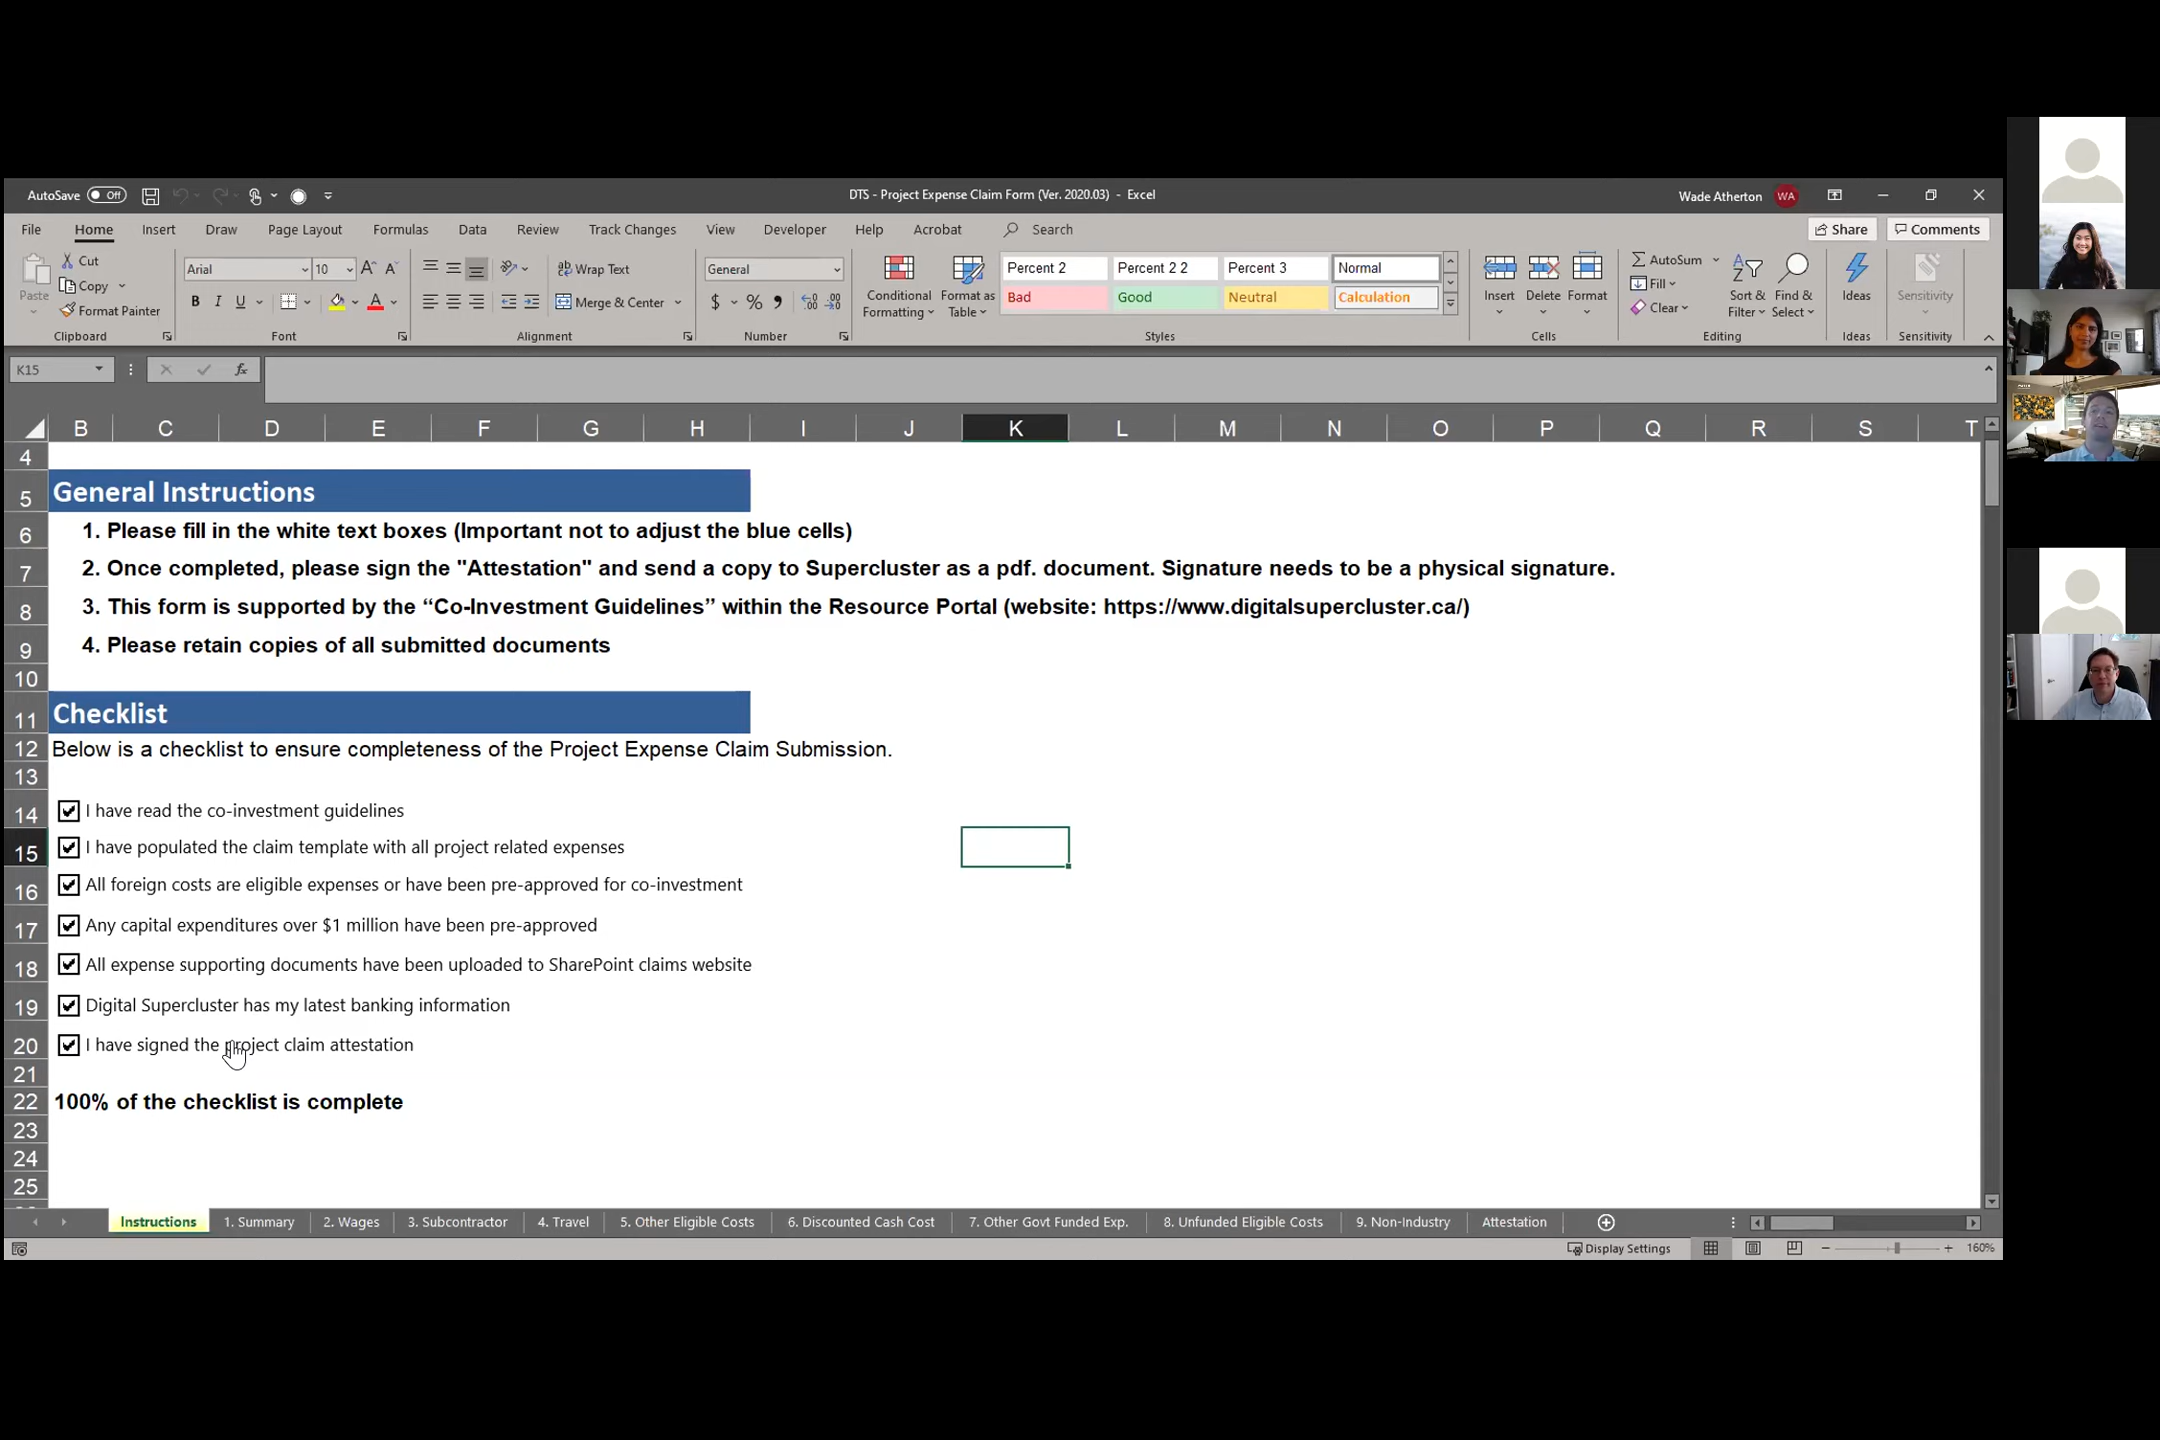 AutoSave Off
DTS - Project Expense Claim Form (Ver. 2020.03) - Excel
Wade Atherton WA
File Home Insert Draw Page Layout Formulas Data Review Track Changes View Developer Help Acrobat Search
Share Comments
Paste
Cut
Copy
Format Painter
Clipboard
Arial 10
B I U
Font
Wrap Text
Merge & Center
Alignment
General
$ % ,
Number
Conditional Formatting
Format as Table
Percent 2 Percent 2 2 Percent 3 Normal
Bad Good Neutral Calculation
Styles
Insert Delete Format
Cells
AutoSum
Fill
Clear
Sort & Filter
Find & Select
Editing
Ideas
Ideas
Sensitivity
Sensitivity
K15
fx
B C D E F G H I J K L M N O P Q R S T
4
5 General Instructions
6 1. Please fill in the white text boxes (Important not to adjust the blue cells)
7 2. Once completed, please sign the "Attestation" and send a copy to Supercluster as a pdf. document. Signature needs to be a physical signature.
8 3. This form is supported by the “Co-Investment Guidelines” within the Resource Portal (website: https://www.digitalsupercluster.ca/)
9 4. Please retain copies of all submitted documents
10
11 Checklist
12 Below is a checklist to ensure completeness of the Project Expense Claim Submission.
13
14 I have read the co-investment guidelines
15 I have populated the claim template with all project related expenses
16 All foreign costs are eligible expenses or have been pre-approved for co-investment
17 Any capital expenditures over $1 million have been pre-approved
18 All expense supporting documents have been uploaded to SharePoint claims website
19 Digital Supercluster has my latest banking information
20 I have signed the project claim attestation
21
22 100% of the checklist is complete
23
24
25
Instructions 1. Summary 2. Wages 3. Subcontractor 4. Travel 5. Other Eligible Costs 6. Discounted Cash Cost 7. Other Govt Funded Exp. 8. Unfunded Eligible Costs 9. Non-Industry Attestation
Display Settings 160%